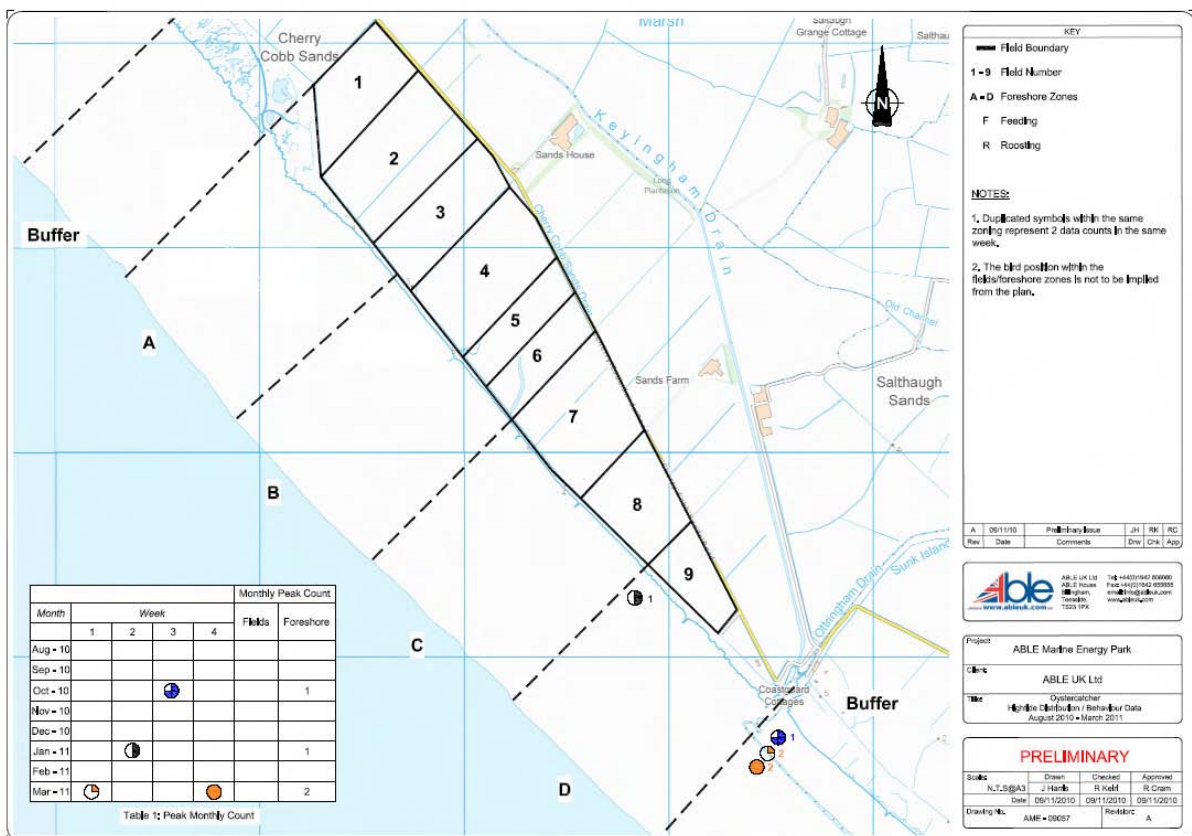 Cherry
Cobb Sands
Marsh
Saltaugh
Grange Cottage
Salthau
Keyingham Drain
Sands House
Long
Plantation
Cherry Cobb Sands Drain
Old Channel
Sands Farm
Salthaugh
Sands
Ottringham Drain
Sunk Island
Coastguard
Cottages
Buffer
Buffer
A
B
C
D
1
2
3
4
5
6
7
8
9
N
1
1
2
2
Monthly Peak Count
Month Week Fields Foreshore
1 2 3 4
Aug - 10
Sep - 10
Oct - 10 1
Nov - 10
Dec - 10
Jan - 11 1
Feb - 11
Mar - 11 2
Table 1: Peak Monthly Count
KEY
Field Boundary
1 - 9 Field Number
A - D Foreshore Zones
F Feeding
R Roosting
NOTES:
1. Duplicated symbols within the same
zoning represent 2 data counts in the same
week.
2. The bird position within the
fields/foreshore zones is not to be implied
from the plan.
A 09/11/10 Preliminary Issue JH RK RC
Rev Date Comments Drw Chk App
Able
www.ableuk.com
ABLE UK Ltd
ABLE House
Billingham,
Teesside,
TS23 1PX
www.ableuk.com
Project:
ABLE Marine Energy Park
Client:
ABLE UK Ltd
Title:
Oystercatcher
Hightide Distribution / Behaviour Data
August 2010 - March 2011
PRELIMINARY
Scale: Drawn Checked Approved
N.T.S@A3 J Harris R Keld R Cram
Date 09/11/2010 09/11/2010 09/11/2010
Drawing No. Revision:
AME - 09057 A